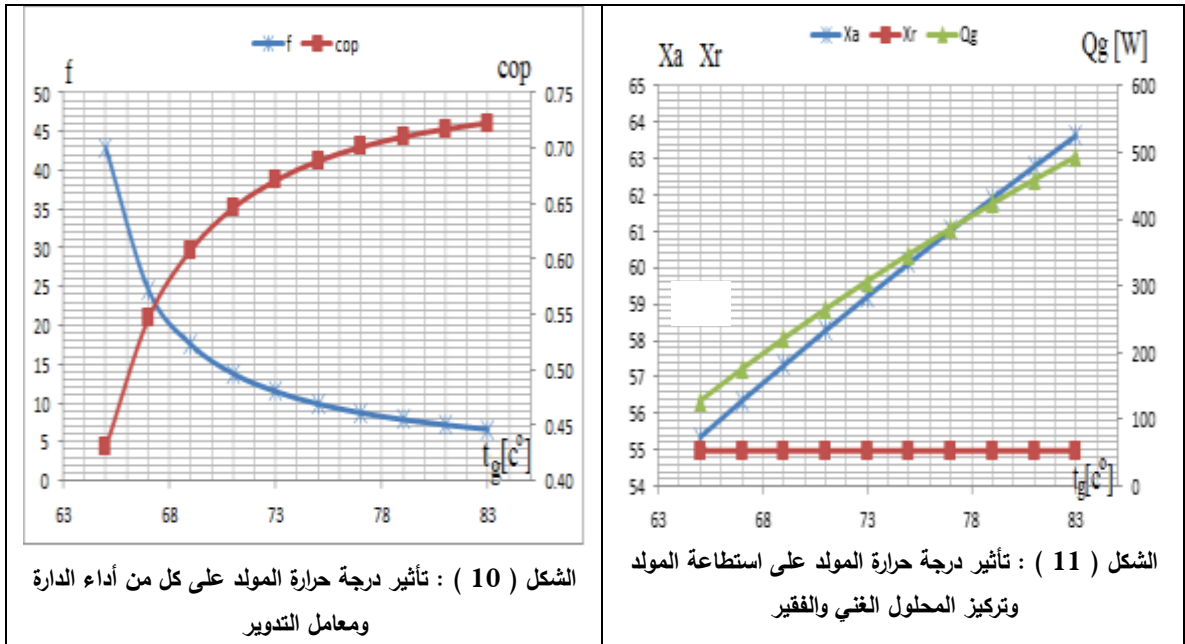 f cop
f
cop
50
45
40
35
30
25
20
15
10
5
0
0.75
0.70
0.65
0.60
0.55
0.50
0.45
0.40
tg[c°]
63 68 73 78 83
الشكل ( 10 ) : تأثير درجة حرارة المولد على كل من أداء الدارة
ومعامل التدوير
Xa Xr Qg
Xa Xr
Qg [W]
65
64
63
62
61
60
59
58
57
56
55
54
600
500
400
300
200
100
0
tg[c°]
63 68 73 78 83
الشكل ( 11 ) : تأثير درجة حرارة المولد على استطاعة المولد
وتركيز المحلول الغني والفقير